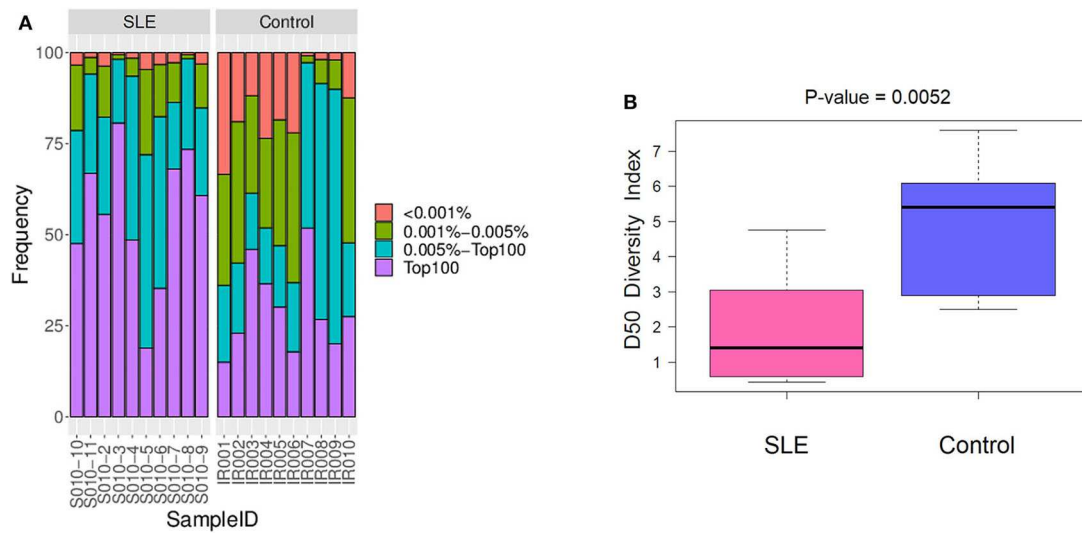 A
SLE Control
100
75
50
25
0
Frequency
S010-10
S010-11
S010-2
S010-3
S010-4
S010-5
S010-6
S010-7
S010-8
S010-9
IR001
IR002
IR003
IR004
IR005
IR006
IR007
IR008
IR009
IR010
SampleID
<0.001%
0.001%-0.005%
0.005%-Top100
Top100
B
P-value = 0.0052
D50 Diversity Index
7
6
5
4
3
2
1
SLE Control